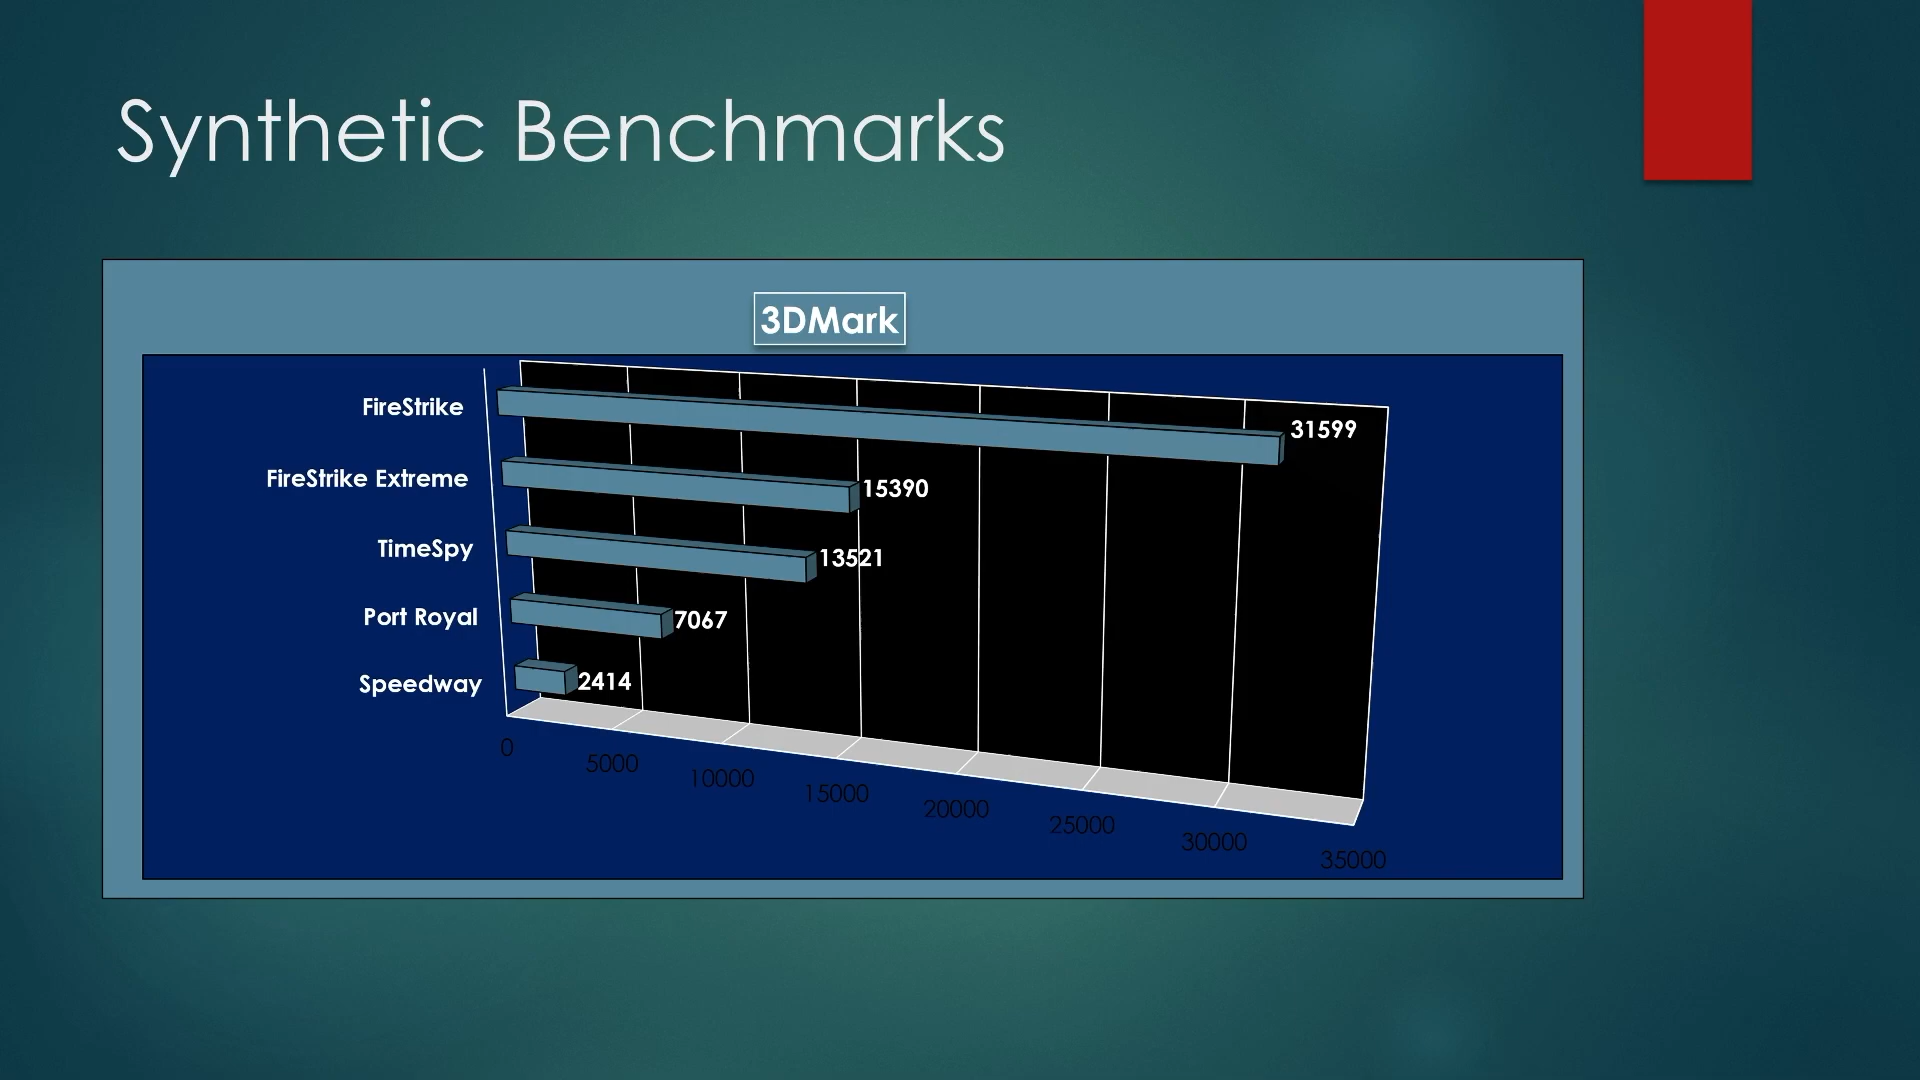 Synthetic Benchmarks
3DMark
FireStrike
31599
FireStrike Extreme
15390
TimeSpy
13521
Port Royal
7067
Speedway
2414
0
5000
10000
15000
20000
25000
30000
35000